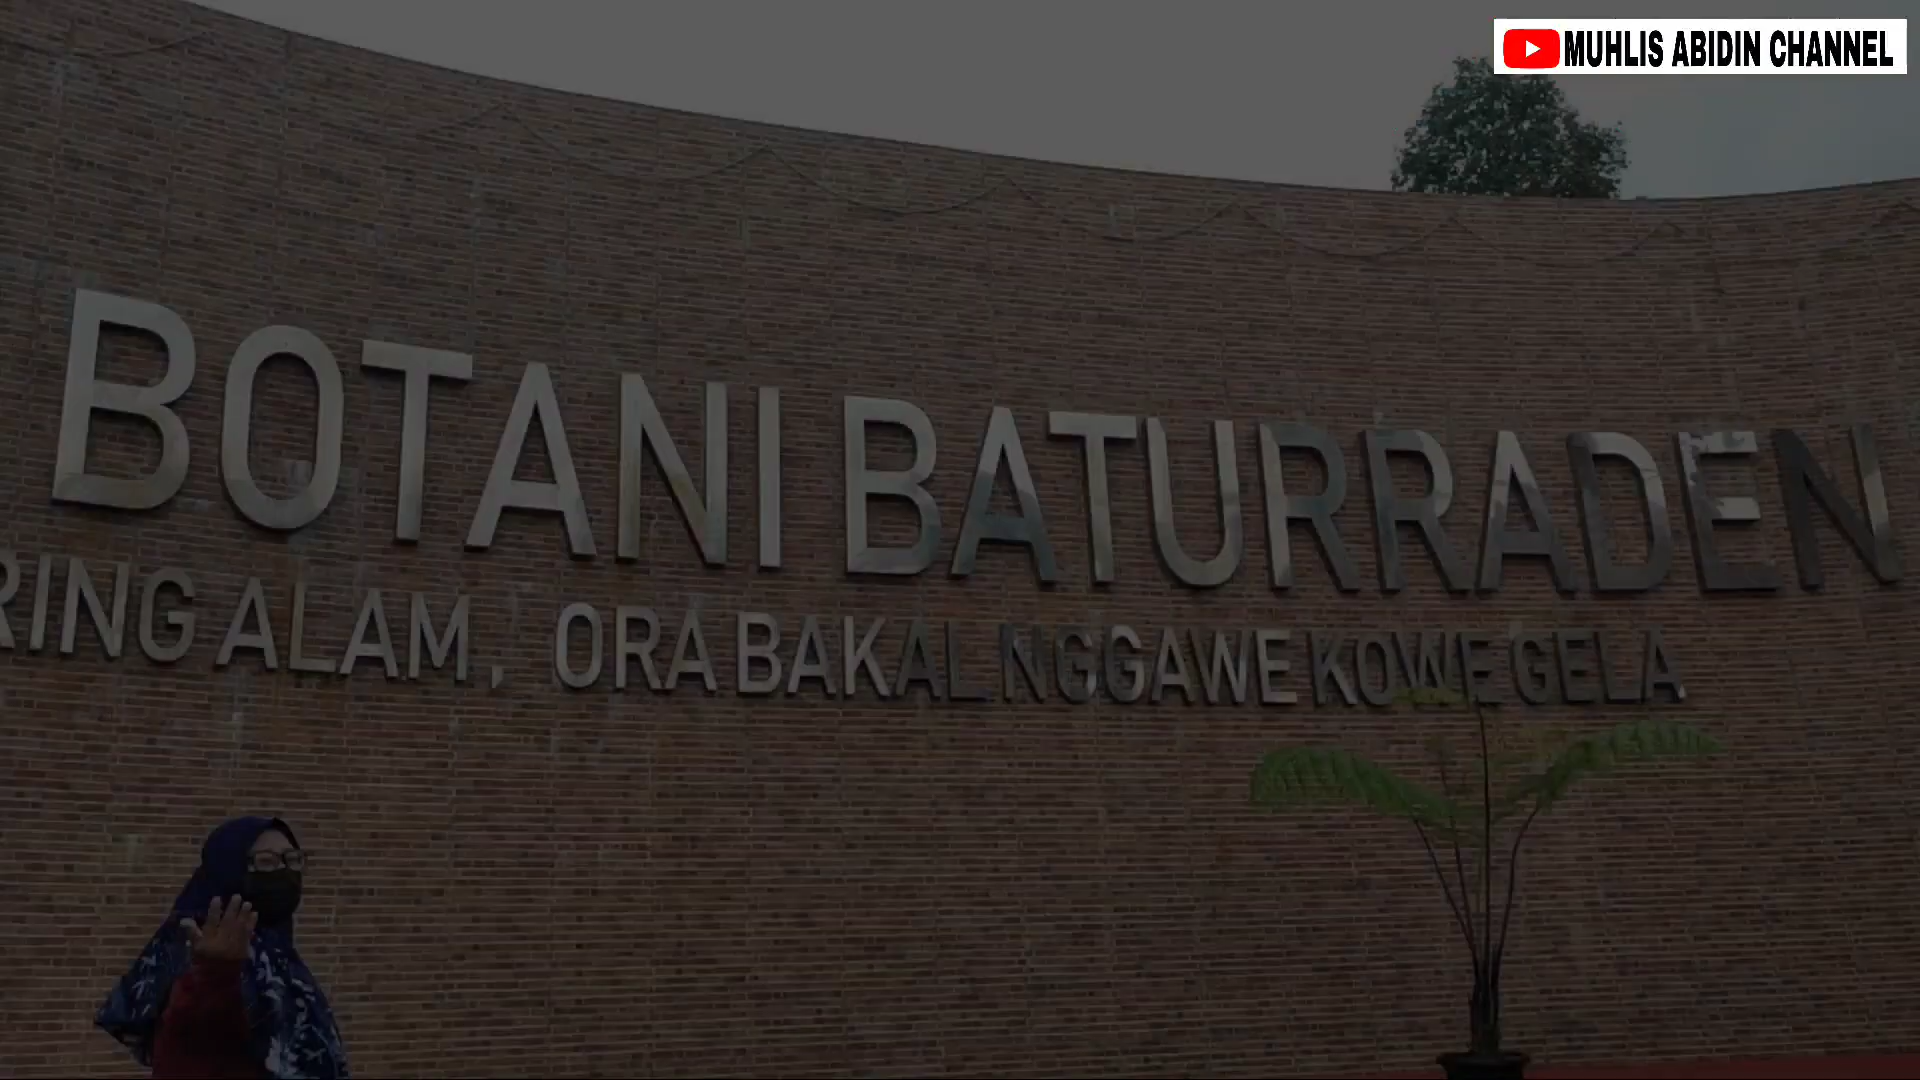 MUHLIS ABIDIN CHANNEL
BOTANI BATURRADEN
RING ALAM, ORA BAKAL NGGAWE KOWE GELA